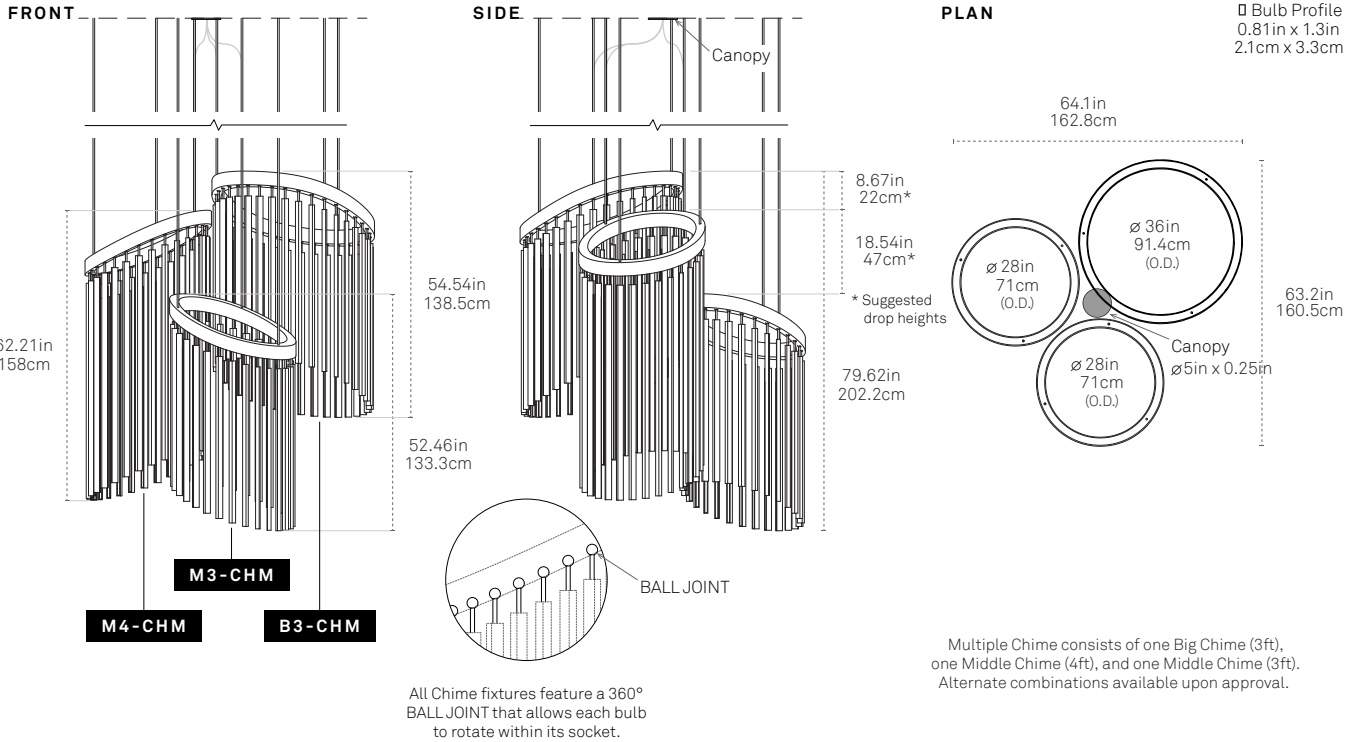 FRONT
SIDE
PLAN
▯ Bulb Profile
0.81in x 1.3in
2.1cm x 3.3cm
Canopy
64.1in
162.8cm
8.67in
22cm*
18.54in
47cm*
* Suggested
drop heights
79.62in
202.2cm
54.54in
138.5cm
52.46in
133.3cm
62.21in
158cm
ø 36in
91.4cm
(O.D.)
ø 28in
71cm
(O.D.)
63.2in
160.5cm
Canopy
ø5in x 0.25in
ø 28in
71cm
(O.D.)
M3-CHM
M4-CHM
B3-CHM
BALL JOINT
All Chime fixtures feature a 360°
BALL JOINT that allows each bulb
to rotate within its socket.
Multiple Chime consists of one Big Chime (3ft),
one Middle Chime (4ft), and one Middle Chime (3ft).
Alternate combinations available upon approval.